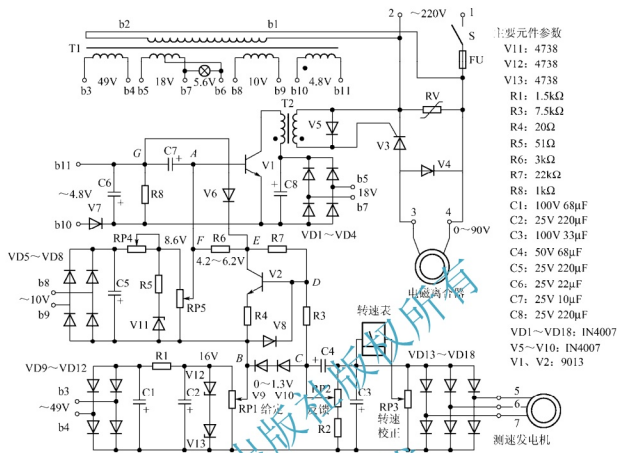 b2
b1
2
~220V
1
S
FU
T1
49V
18V
5.6V
10V
4.8V
b3
b4
b5
b7
b6
b8
b9
b10
b11
T2
V5
RV
V3
V4
G
C7
A
+
V1
V6
b11
~4.8V
C6
+
R8
V7
b10
+
C8
b5
18V
b7
VD1~VD4
3
4
0~90V
电磁离合器
RP4
8.6V
F
R6
E
R7
4.2~6.2V
VD5~VD8
b8
~10V
b9
C5
+
R5
V11
RP5
V2
D
R4
V8
R3
转速表
V
B
C
C4
+
VD9~VD12
R1
16V
0~1.3V
V9
V10
VD13~VD18
b3
~49V
b4
C1
+
C2
+
V12
V13
RP1
给定
RP2
反馈
R2
C3
+
RP3
转速
校正
5
6
7
测速发电机
主要元件参数
V11: 4738
V12: 4738
V13: 4738
R1: 1.5kΩ
R3: 7.5kΩ
R4: 20Ω
R5: 51Ω
R6: 3kΩ
R7: 22kΩ
R8: 1kΩ
C1: 100V 68μF
C2: 25V 220μF
C3: 100V 33μF
C4: 50V 68μF
C5: 25V 220μF
C6: 25V 22μF
C7: 25V 10μF
C8: 25V 220μF
VD1~VD18: IN4007
V5~V10: IN4007
V1、V2: 9013
出版社版权所有